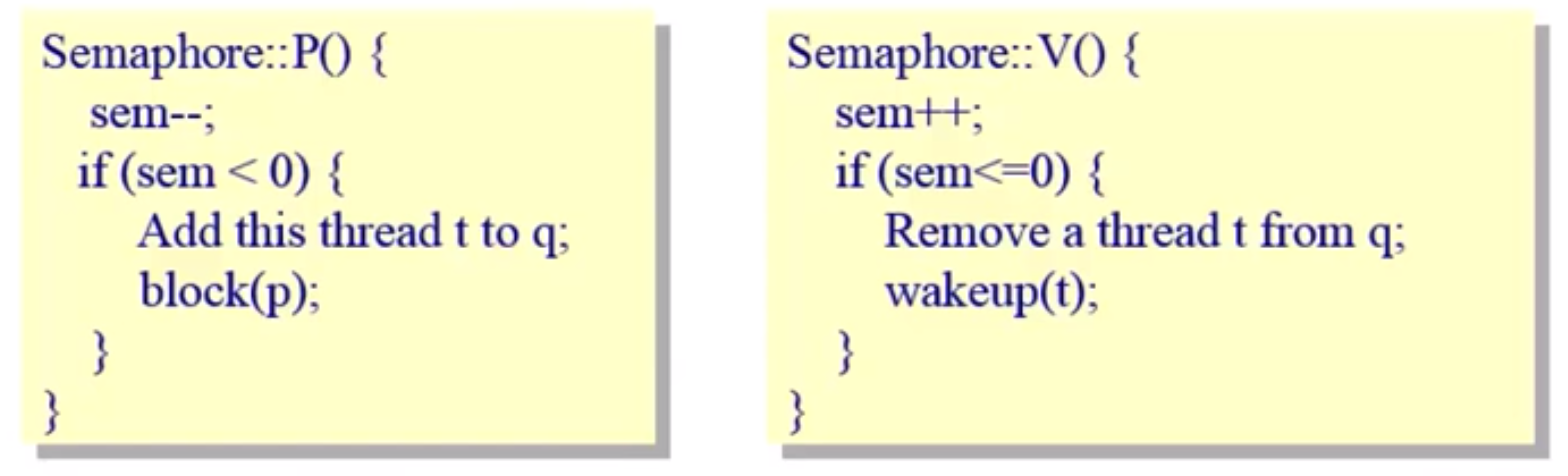 Semaphore::P() {
sem--;
if (sem < 0) {
Add this thread t to q;
block(p);
}
}
Semaphore::V() {
sem++;
if (sem<=0) {
Remove a thread t from q;
wakeup(t);
}
}